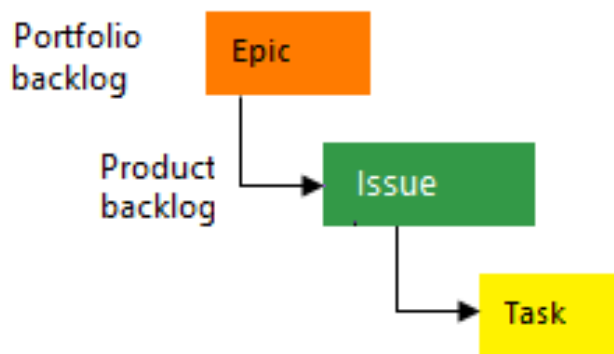 Portfolio
backlog
Epic
Product
backlog
Issue
Task